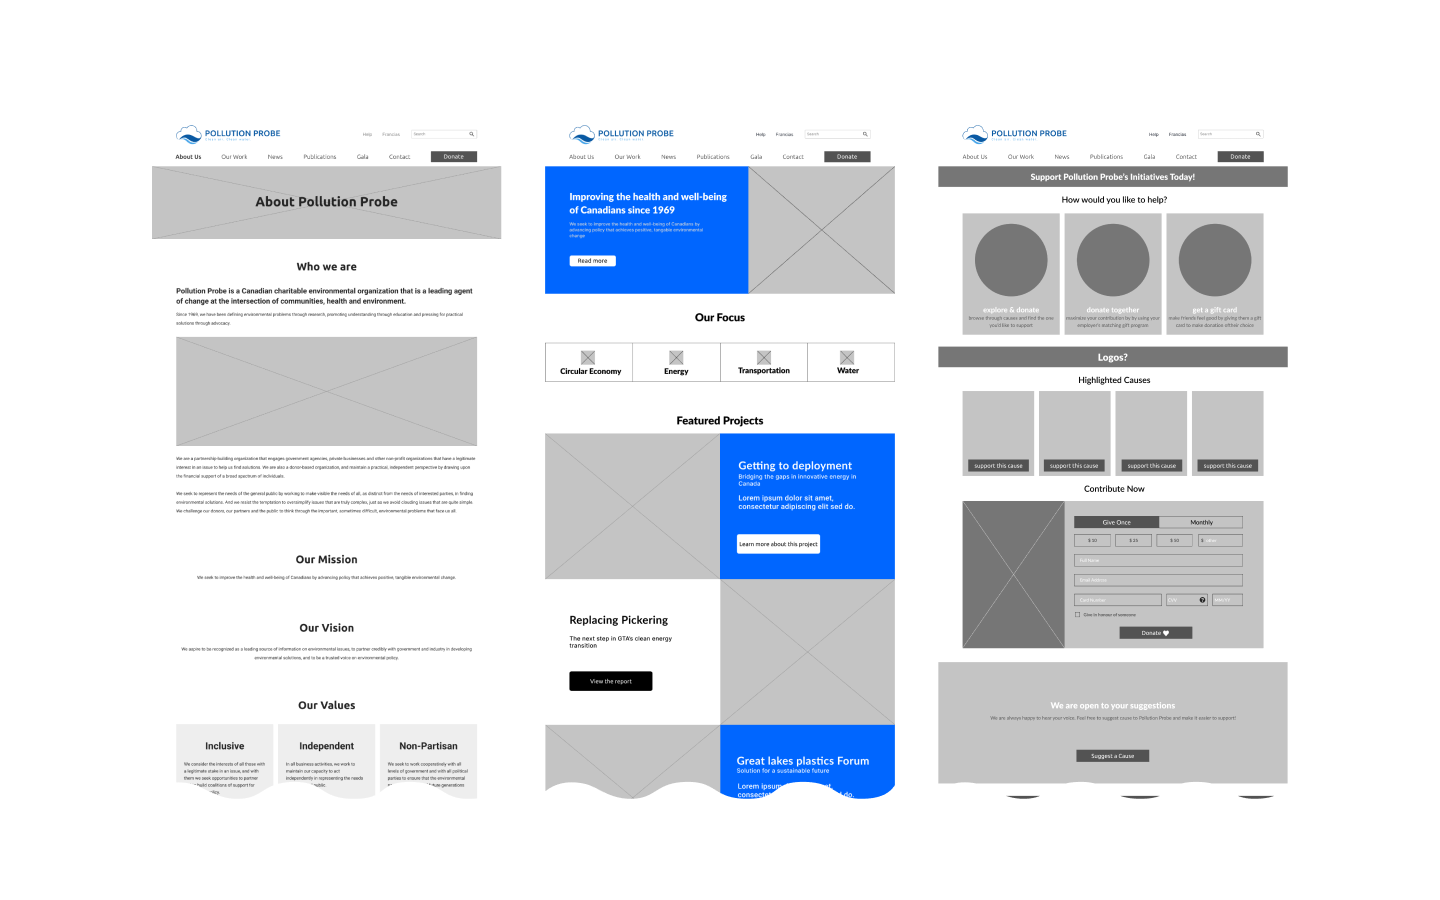 POLLUTION PROBE
Clean air. Clean water.
Help Francias Search
About Us Our Work News Publications Gala Contact Donate
About Pollution Probe
Who we are
Pollution Probe is a Canadian charitable environmental organization that is a leading agent
of change at the intersection of communities, health and environment.
Since 1969, we have been defining environmental problems through research, promoting understanding through education and pressing for practical
solutions through advocacy.
We are a partnership-building organization that engages government agencies, private businesses and other non-profit organizations that have a legitimate
interest in an issue to help us find solutions. We are also a donor-based organization, and maintain a practical, independent perspective by drawing upon
the financial support of a broad spectrum of individuals.
We seek to represent the needs of the general public by working to make visible the needs of all, as distinct from the needs of interested parties, in finding
environmental solutions. And we resist the temptation to oversimplify issues that are truly complex, just as we avoid clouding issues that are quite simple.
We challenge our donors, our partners and the public to think through the important, sometimes difficult, environmental problems that face us all.
Our Mission
We seek to improve the health and well-being of Canadians by advancing policy that achieves positive, tangible environmental change.
Our Vision
We aspire to be recognized as a leading source of information on environmental issues, to partner credibly with government and industry in developing
environmental solutions, and to be a trusted voice on environmental policy.
Our Values
Inclusive
We consider the interests of all those with
a legitimate stake in an issue, and with
them we seek opportunities to partner
build coalitions of support for
Independent
In all business activities, we work to
maintain our capacity to act
independently in representing the needs
public.
Non-Partisan
We seek to work cooperatively with all
levels of government and with all political
parties to ensure that the environmental
future generations
POLLUTION PROBE
Clean air. Clean water.
Help Francias Search
About Us Our Work News Publications Gala Contact Donate
Improving the health and well-being
of Canadians since 1969
We seek to improve the health and well-being of Canadians by
advancing policy that achieves positive, tangable environmental
change
Read more
Our Focus
Circular Economy Energy Transportation Water
Featured Projects
Getting to deployment
Bridging the gaps in innovative energy in
Canada
Lorem ipsum dolor sit amet,
consectetur adipiscing elit sed do.
Learn more about this project
Replacing Pickering
The next step in GTA's clean energy
transition
View the report
Great lakes plastics Forum
Solution for a sustainable future
Lorem ipsum et,
consectet d do.
POLLUTION PROBE
Clean air. Clean water.
Help Francias Search
About Us Our Work News Publications Gala Contact Donate
Support Pollution Probe's Initiatives Today!
How would you like to help?
explore & donate
browse through causes and find the one
you'd like to support
donate together
maximize your contribution by by using your
employer's matching gift program
get a gift card
make friends feel good by giving them a gift
card to make donation of their choice
Logos?
Highlighted Causes
support this cause support this cause support this cause support this cause
Contribute Now
Give Once Monthly
$ 10 $ 25 $ 50 $ other
Full Name
Email Address
Card Number CVV MM/YY
Give in honour of someone
Donate
We are open to your suggestions
We are always happy to hear your voice. Feel free to suggest cause to Pollution Probe and make it easier to support!
Suggest a Cause